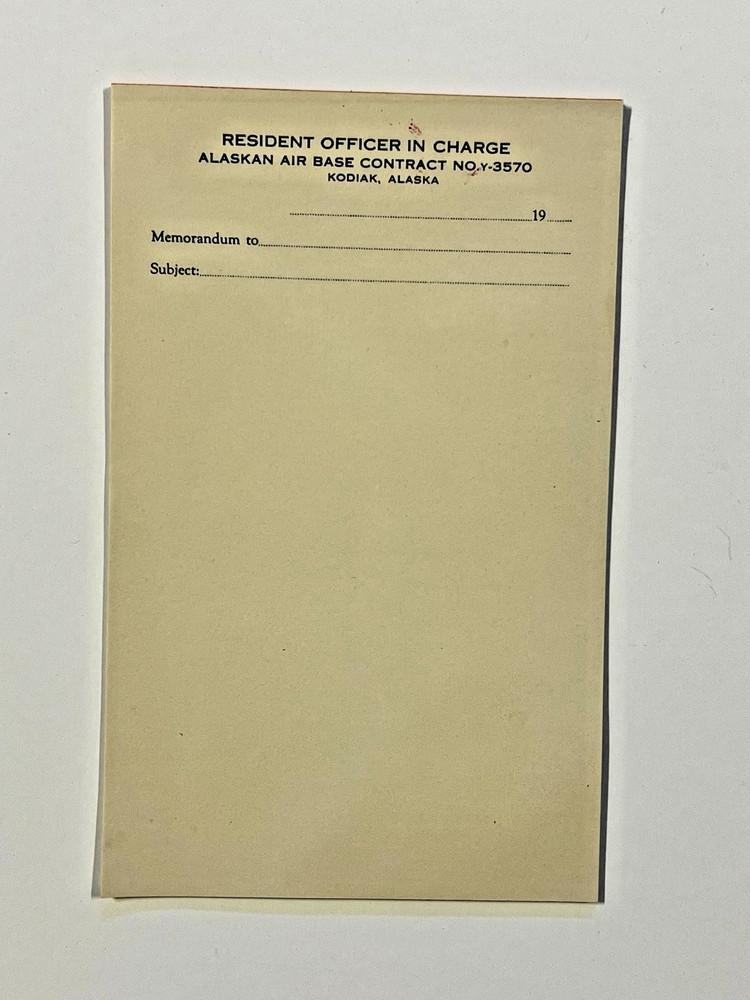 RESIDENT OFFICER IN CHARGE
ALASKAN AIR BASE CONTRACT NO.Y-3570
KODIAK, ALASKA
19
Memorandum to
Subject: